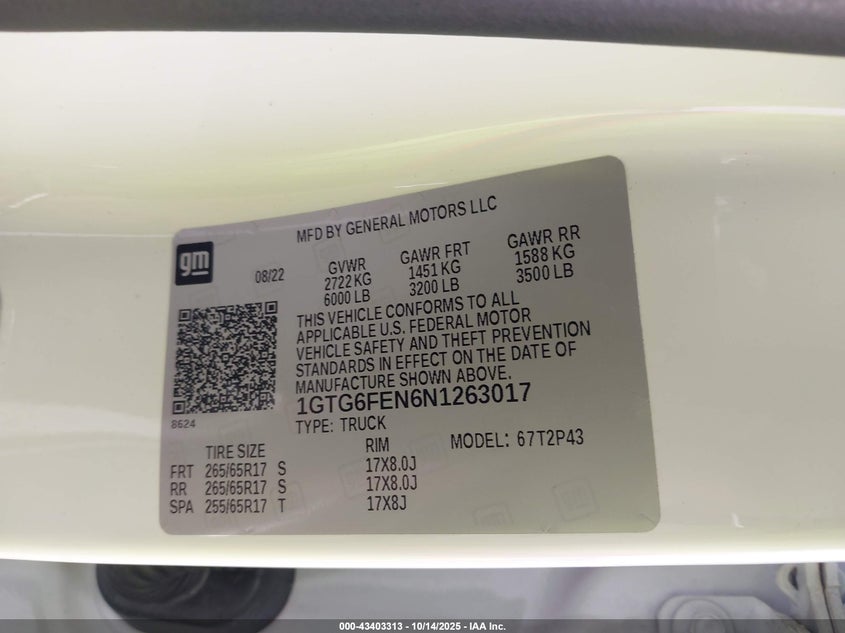 MFD BY GENERAL MOTORS LLC
gm
08/22
GVWR GAWR FRT GAWR RR
2722 KG 1451 KG 1588 KG
6000 LB 3200 LB 3500 LB
THIS VEHICLE CONFORMS TO ALL
APPLICABLE U.S. FEDERAL MOTOR
VEHICLE SAFETY AND THEFT PREVENTION
STANDARDS IN EFFECT ON THE DATE OF
MANUFACTURE SHOWN ABOVE.
1GTG6FEN6N1263017
8624
TYPE: TRUCK
TIRE SIZE RIM MODEL: 67T2P43
FRT 265/65R17 S 17X8.0J
RR 265/65R17 S 17X8.0J
SPA 255/65R17 T 17X8J
000-43403313 - 10/14/2025 - IAA Inc.